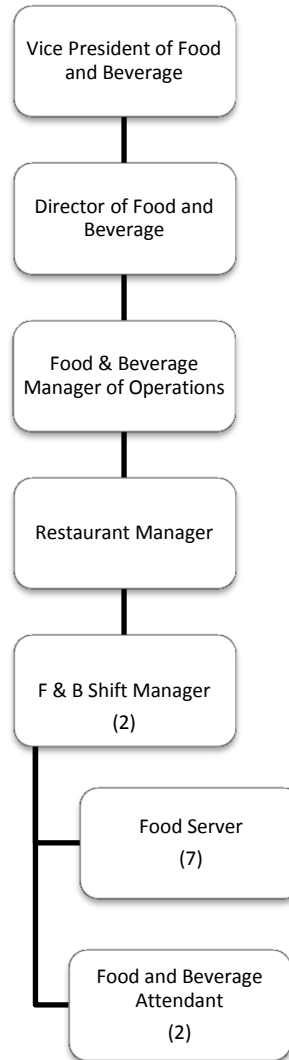 Vice President of Food
and Beverage
Director of Food and
Beverage
Food & Beverage
Manager of Operations
Restaurant Manager
F & B Shift Manager
(2)
Food Server
(7)
Food and Beverage
Attendant
(2)